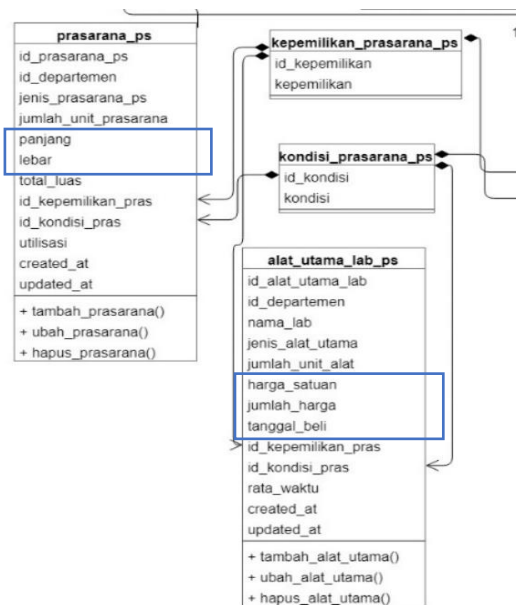 prasarana_ps
id_prasarana_ps
id_departemen
jenis_prasarana_ps
jumlah_unit_prasarana
panjang
lebar
total_luas
id_kepemilikan_pras
id_kondisi_pras
utilisasi
created_at
updated_at
+ tambah_prasarana()
+ ubah_prasarana()
+ hapus_prasarana()
kepemilikan_prasarana_ps
id_kepemilikan
kepemilikan
1
kondisi_prasarana_ps
id_kondisi
kondisi
alat_utama_lab_ps
id_alat_utama_lab
id_departemen
nama_lab
jenis_alat_utama
jumlah_unit_alat
harga_satuan
jumlah_harga
tanggal_beli
id_kepemilikan_pras
id_kondisi_pras
rata_waktu
created_at
updated_at
+ tambah_alat_utama()
+ ubah_alat_utama()
+ hapus_alat_utama()